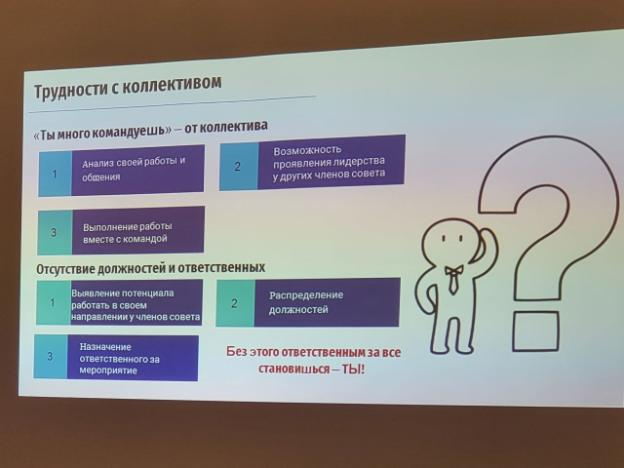 Трудности с коллективом
«Ты много командуешь» – от коллектива
1
Анализ своей работы и
общения
2
Возможность
проявления лидерства
у других членов совета
3
Выполнение работы
вместе с командой
Отсутствие должностей и ответственных
1
Выявление потенциала
работать в своем
направлении у членов совета
2
Распределение
должностей
3
Назначение
ответственного за
мероприятие
Без этого ответственным за все
становишься – ТЫ!